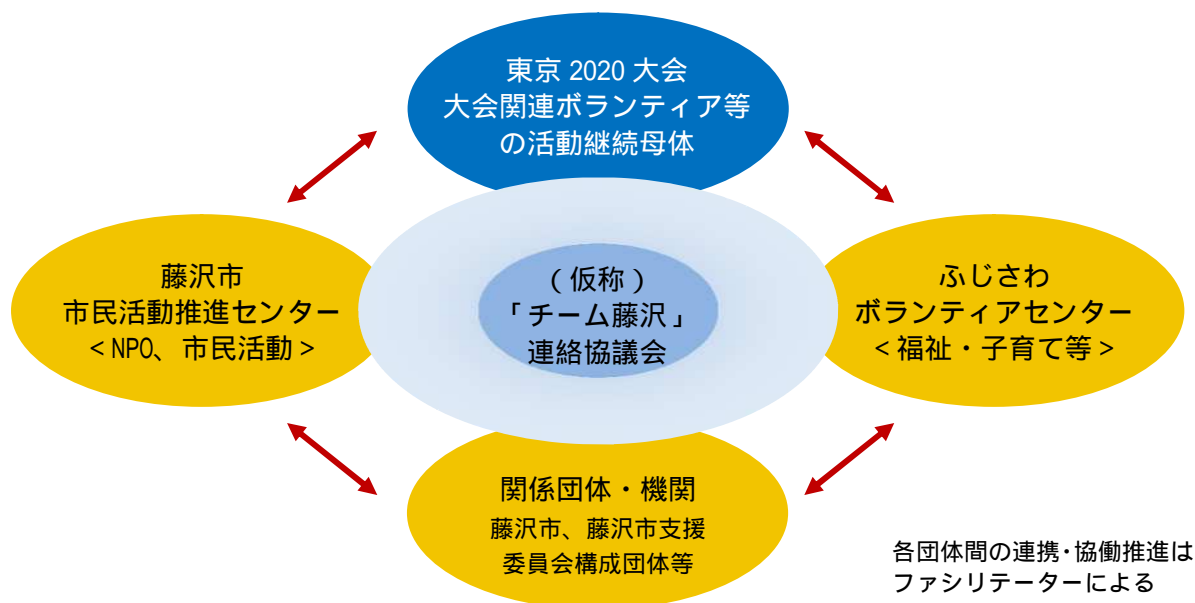 東京 2020 大会
大会関連ボランティア等
の活動継続母体
藤沢市
市民活動推進センター
< NPO、市民活動 >
(仮称)
「チーム藤沢」
連絡協議会
ふじさわ
ボランティアセンター
< 福祉・子育て等 >
関係団体・機関
藤沢市、藤沢市支援
委員会構成団体等
各団体間の連携・協働推進は
ファシリテーターによる